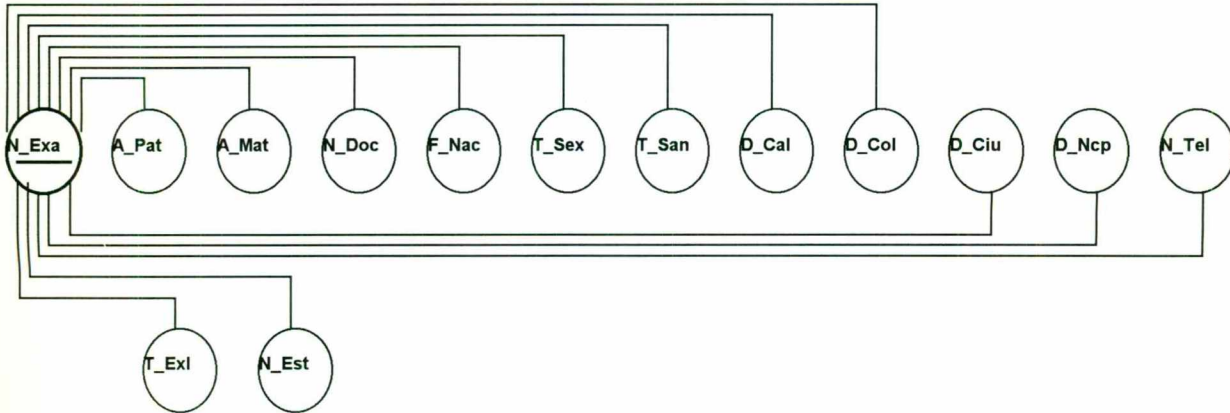 N_Exa A_Pat A_Mat N_Doc F_Nac T_Sex T_San D_Cal D_Col D_Ciu D_Ncp N_Tel
T_Exl N_Est